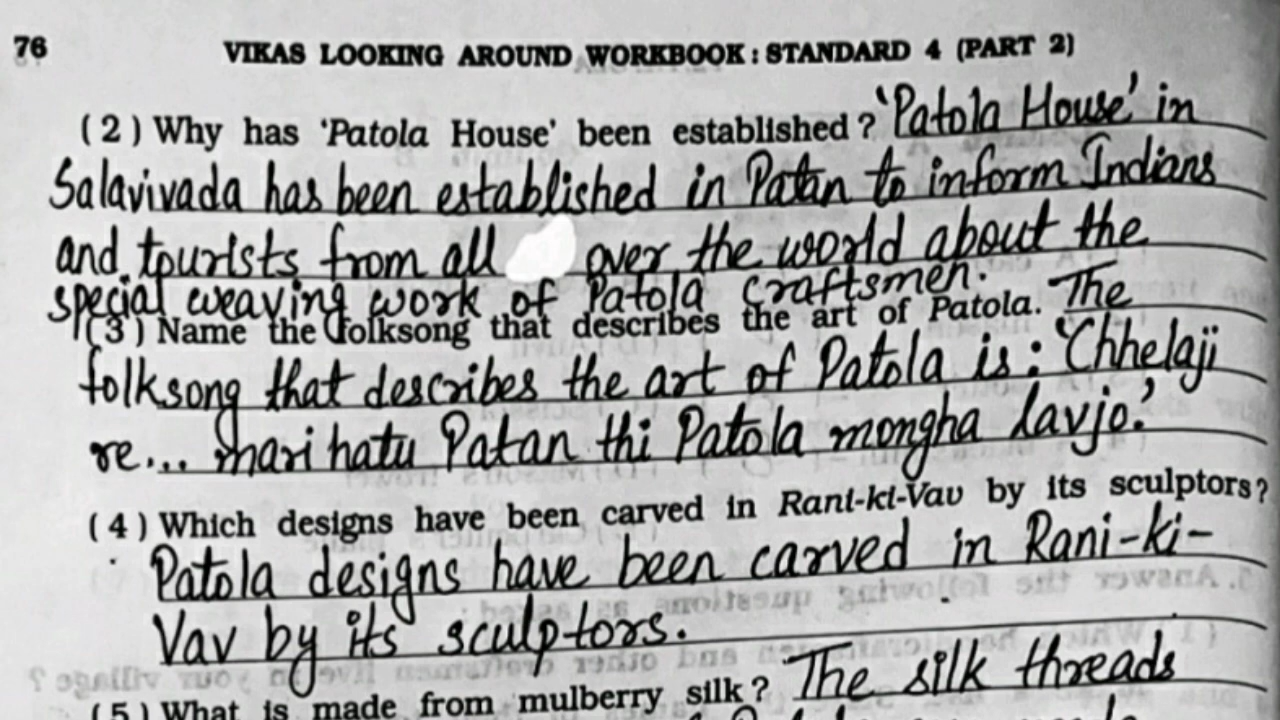 76 VIKAS LOOKING AROUND WORKBOOK : STANDARD 4 (PART 2)
( 2 ) Why has 'Patola House' been established ? 'Patola House' in
Salavivada has been established in Patan to inform Indians
and tourists from all over the world about the
special weaving work of Patola craftsmen.
( 3 ) Name the folksong that describes the art of Patola. The
folksong that describes the art of Patola is : 'Chhelaji
re... mari hatu Patan thi Patola mongha lavjo.'
( 4 ) Which designs have been carved in Rani-ki-Vav by its sculptors ?
Patola designs have been carved in Rani-ki-
Vav by its sculptors.
( 5 ) What is made from mulberry silk ? The silk threads